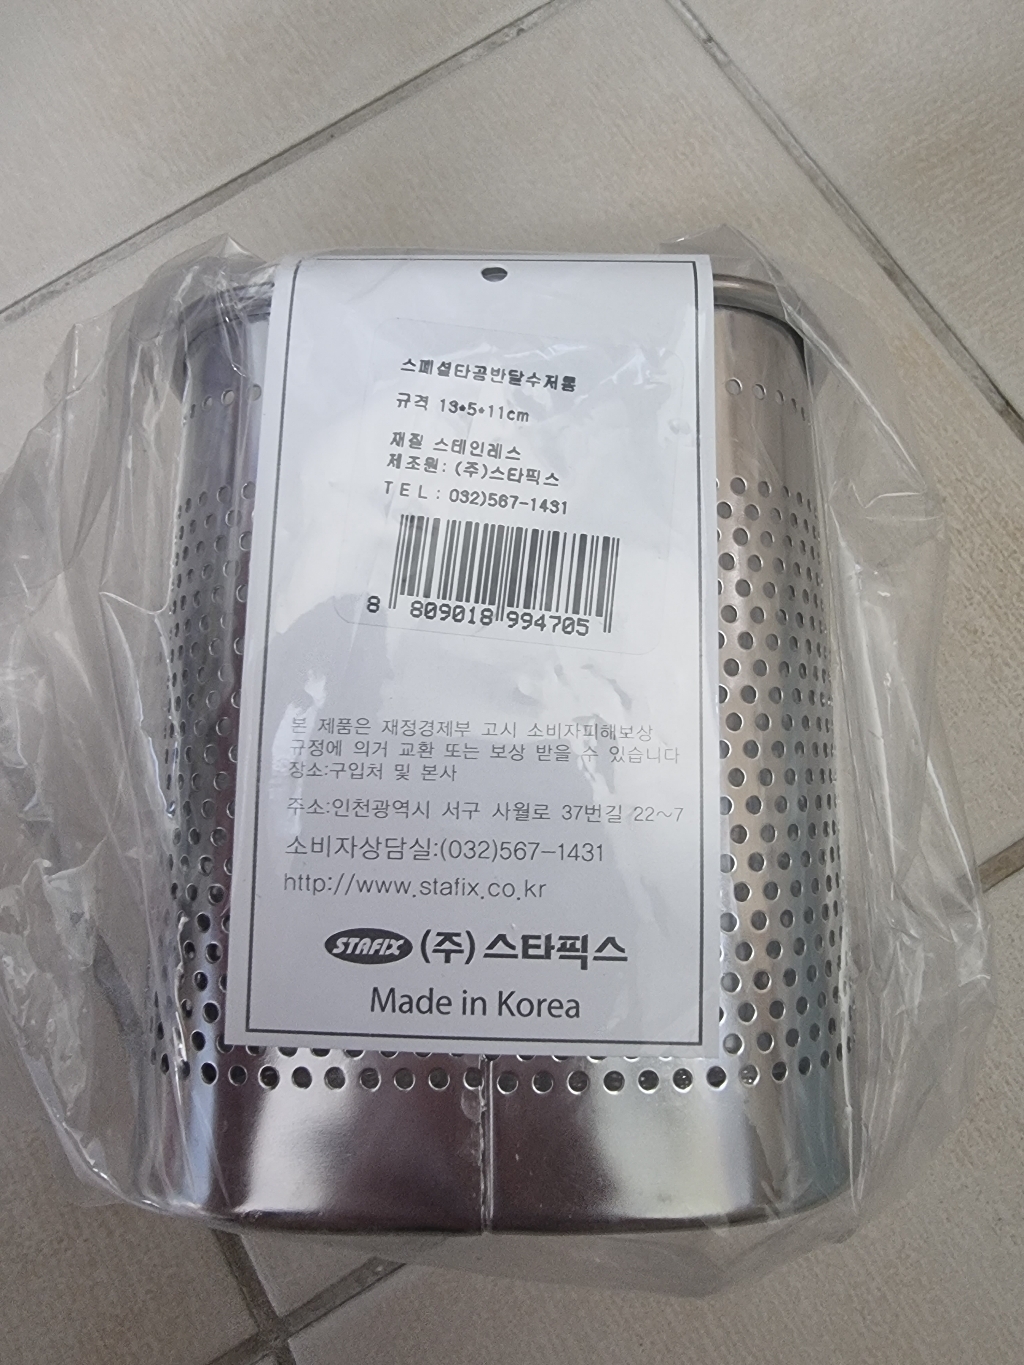 스페셜타공반달수저통
규격 13*5*11cm
재질 스테인레스
제조원: (주)스타픽스
TEL: 032)567-1431
8 809018 994705
본 제품은 재정경제부 고시 소비자피해보상
규정에 의거 교환 또는 보상 받을 수 있습니다
장소:구입처 및 본사
주소:인천광역시 서구 사월로 37번길 22~7
소비자상담실:(032)567-1431
http://www.stafix.co.kr
STAFIX (주)스타픽스
Made in Korea